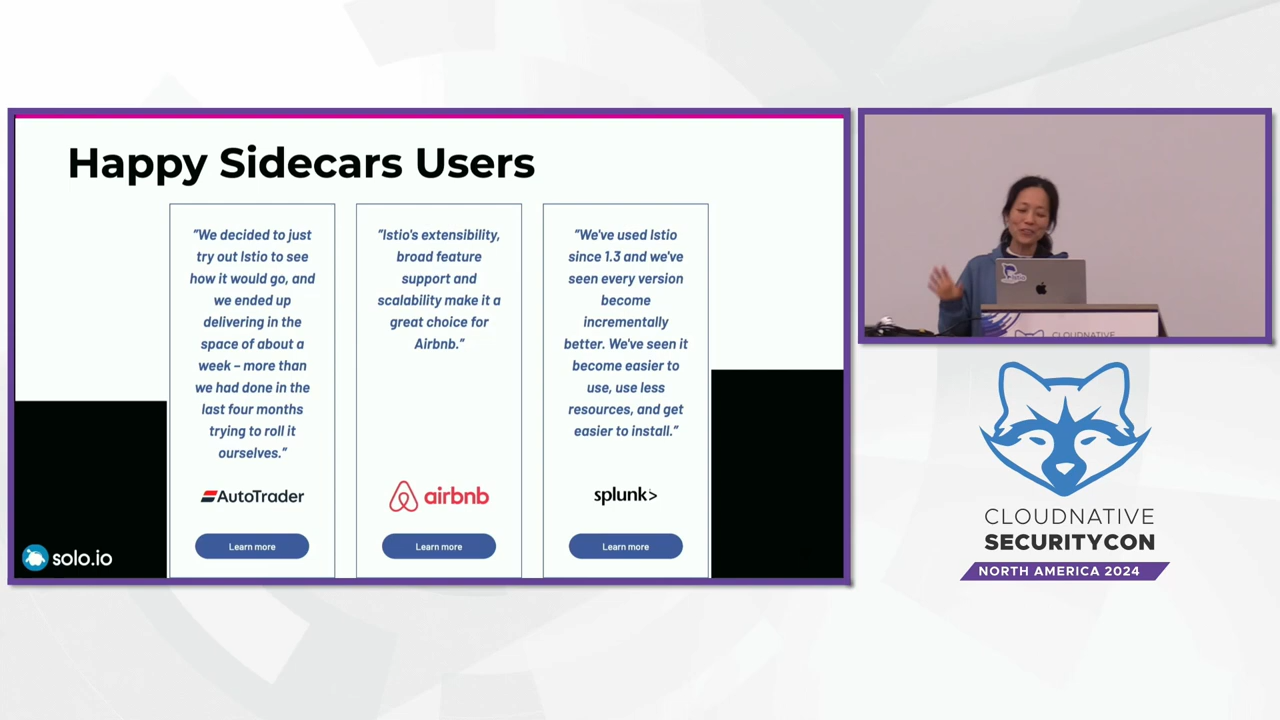 Happy Sidecars Users
"We decided to just
try out Istio to see
how it would go, and
we ended up
delivering in the
space of about a
week – more than
we had done in the
last four months
trying to roll it
ourselves."
AutoTrader
Learn more
"Istio's extensibility,
broad feature
support and
scalability make it a
great choice for
Airbnb."
airbnb
Learn more
"We've used Istio
since 1.3 and we've
seen every version
become
incrementally
better. We've seen it
become easier to
use, use less
resources, and get
easier to install."
splunk>
Learn more
solo.io
Istio
CLOUDNATIVE
CLOUDNATIVE
SECURITYCON
NORTH AMERICA 2024